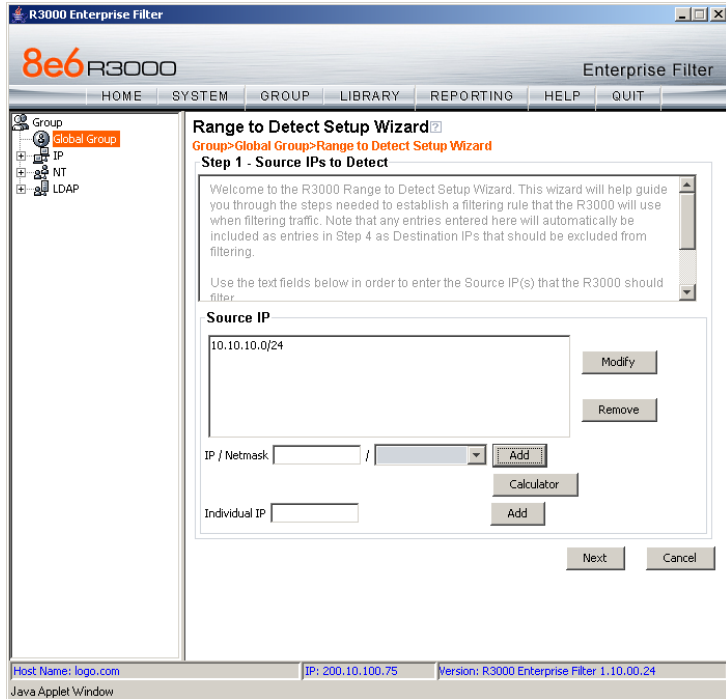 R3000 Enterprise Filter
8e6 R3000
Enterprise Filter
HOME SYSTEM GROUP LIBRARY REPORTING HELP QUIT
Group
Global Group
IP
NT
LDAP
Range to Detect Setup Wizard ?
Group>Global Group>Range to Detect Setup Wizard
Step 1 - Source IPs to Detect
Welcome to the R3000 Range to Detect Setup Wizard. This wizard will help guide
you through the steps needed to establish a filtering rule that the R3000 will use
when filtering traffic. Note that any entries entered here will automatically be
included as entries in Step 4 as Destination IPs that should be excluded from
filtering.
Use the text fields below in order to enter the Source IP(s) that the R3000 should
filter
Source IP
10.10.10.0/24
Modify
Remove
IP / Netmask / Add
Calculator
Individual IP Add
Next Cancel
Host Name: logo.com IP: 200.10.100.75 Version: R3000 Enterprise Filter 1.10.00.24
Java Applet Window